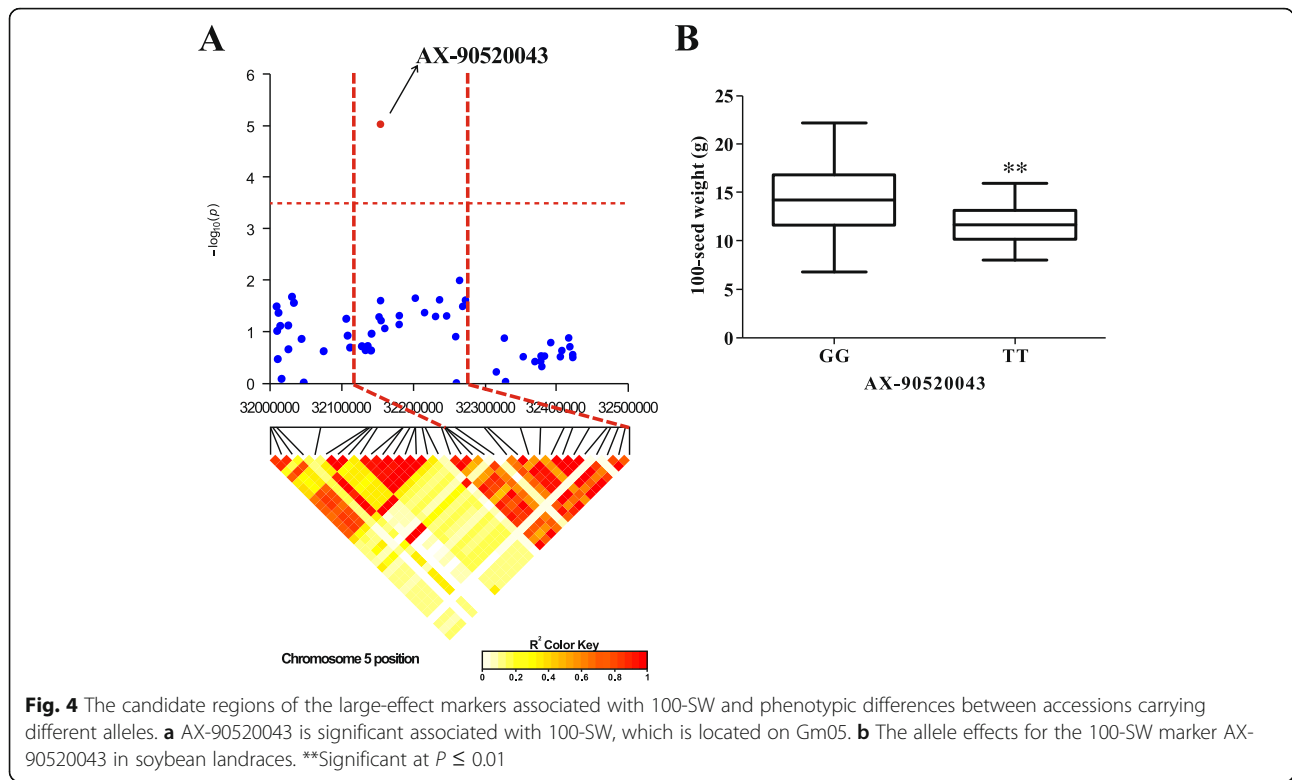 A
AX-90520043
6
5
4
3
2
1
0
-log10(p)
32000000 32100000 32200000 32300000 32400000 32500000
Chromosome 5 position
R² Color Key
0 0.2 0.4 0.6 0.8 1
B
25
20
15
10
5
0
100-seed weight (g)
**
GG TT
AX-90520043
Fig. 4 The candidate regions of the large-effect markers associated with 100-SW and phenotypic differences between accessions carrying
different alleles. a AX-90520043 is significant associated with 100-SW, which is located on Gm05. b The allele effects for the 100-SW marker AX-
90520043 in soybean landraces. **Significant at P ≤ 0.01